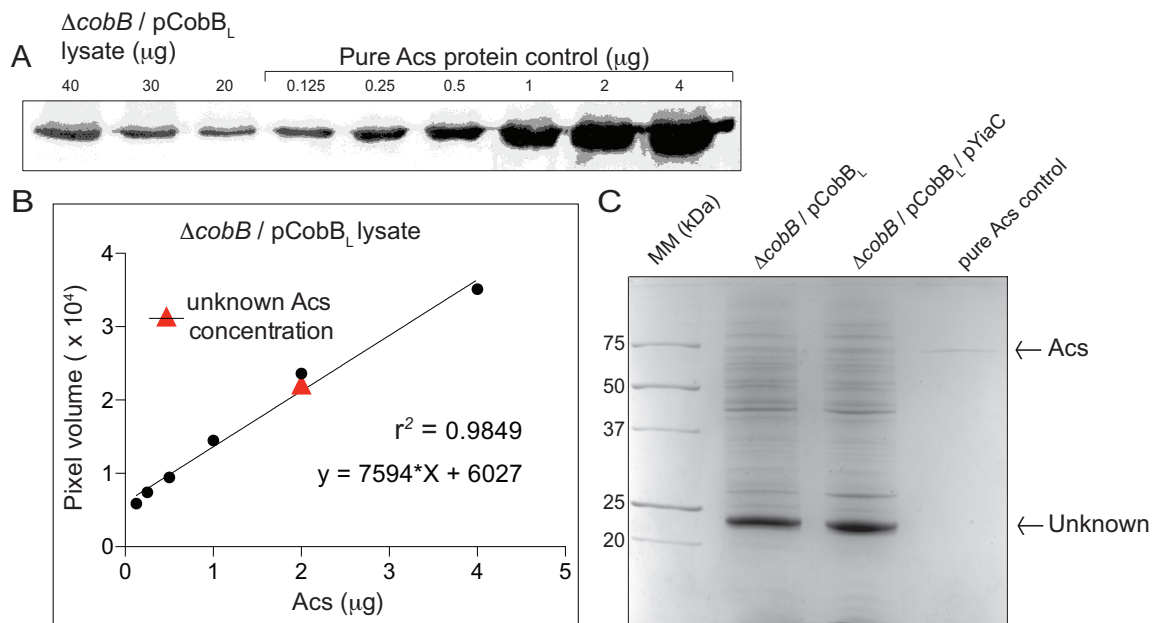 ΔcobB / pCobBL
lysate (μg)
Pure Acs protein control (μg)
A
40 30 20 0.125 0.25 0.5 1 2 4
B
ΔcobB / pCobBL lysate
unknown Acs
concentration
r2 = 0.9849
y = 7594*X + 6027
Pixel volume ( x 104)
4
3
2
1
0
0 1 2 3 4 5
Acs (μg)
C
MM (kDa)
ΔcobB / pCobBL
ΔcobB / pCobBL / pYiaC
pure Acs control
75
50
37
25
20
Acs
Unknown